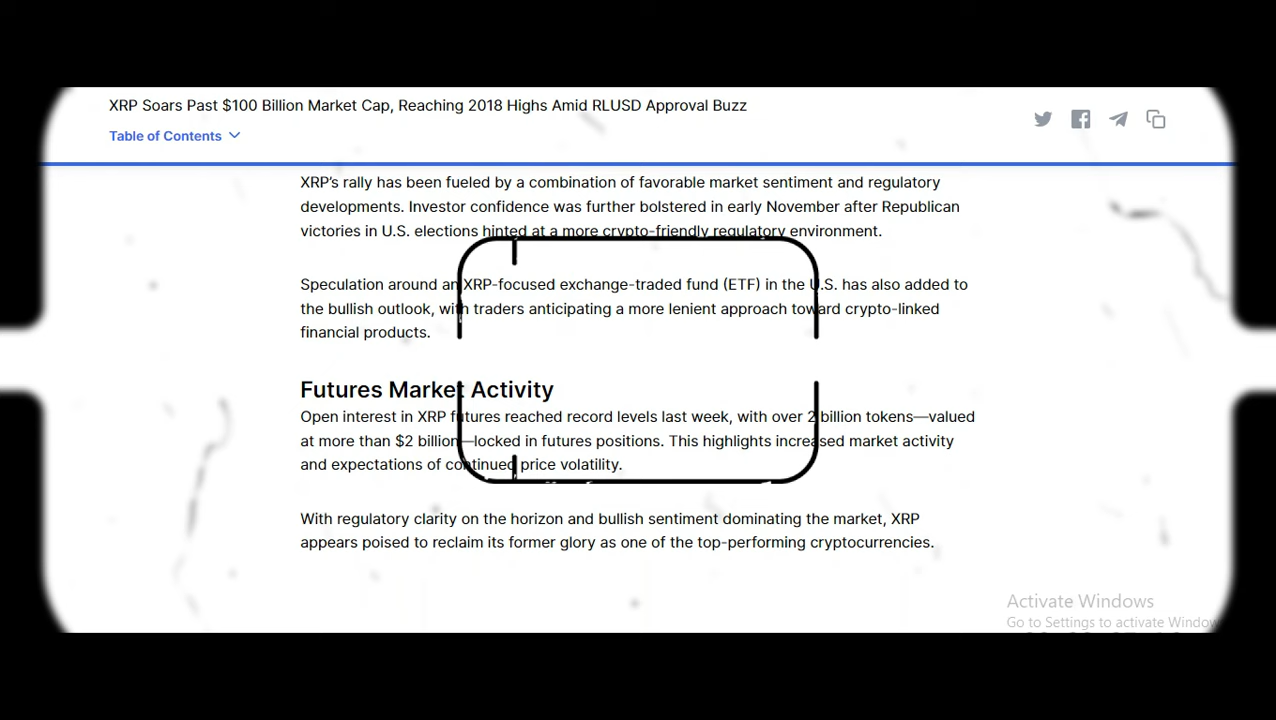 XRP Soars Past $100 Billion Market Cap, Reaching 2018 Highs Amid RLUSD Approval Buzz
Table of Contents
XRP’s rally has been fueled by a combination of favorable market sentiment and regulatory
developments. Investor confidence was further bolstered in early November after Republican
victories in U.S. elections hinted at a more crypto-friendly regulatory environment.
Speculation around an XRP-focused exchange-traded fund (ETF) in the U.S. has also added to
the bullish outlook, with traders anticipating a more lenient approach toward crypto-linked
financial products.
Futures Market Activity
Open interest in XRP futures reached record levels last week, with over 2 billion tokens—valued
at more than $2 billion—locked in futures positions. This highlights increased market activity
and expectations of continued price volatility.
With regulatory clarity on the horizon and bullish sentiment dominating the market, XRP
appears poised to reclaim its former glory as one of the top-performing cryptocurrencies.
Activate Windows
Go to Settings to activate Window